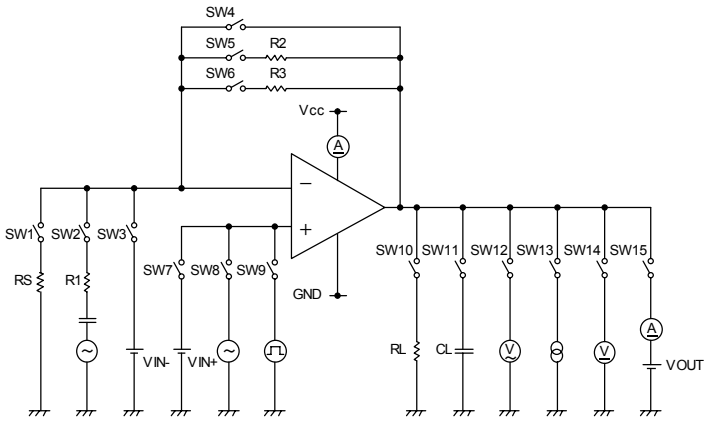 SW4
SW5 R2
SW6 R3
Vcc
A
− 
+
SW1 SW2 SW3
SW7 SW8 SW9
SW10 SW11 SW12 SW13 SW14 SW15
RS R1
GND
A
VIN- VIN+
RL CL V V
VOUT